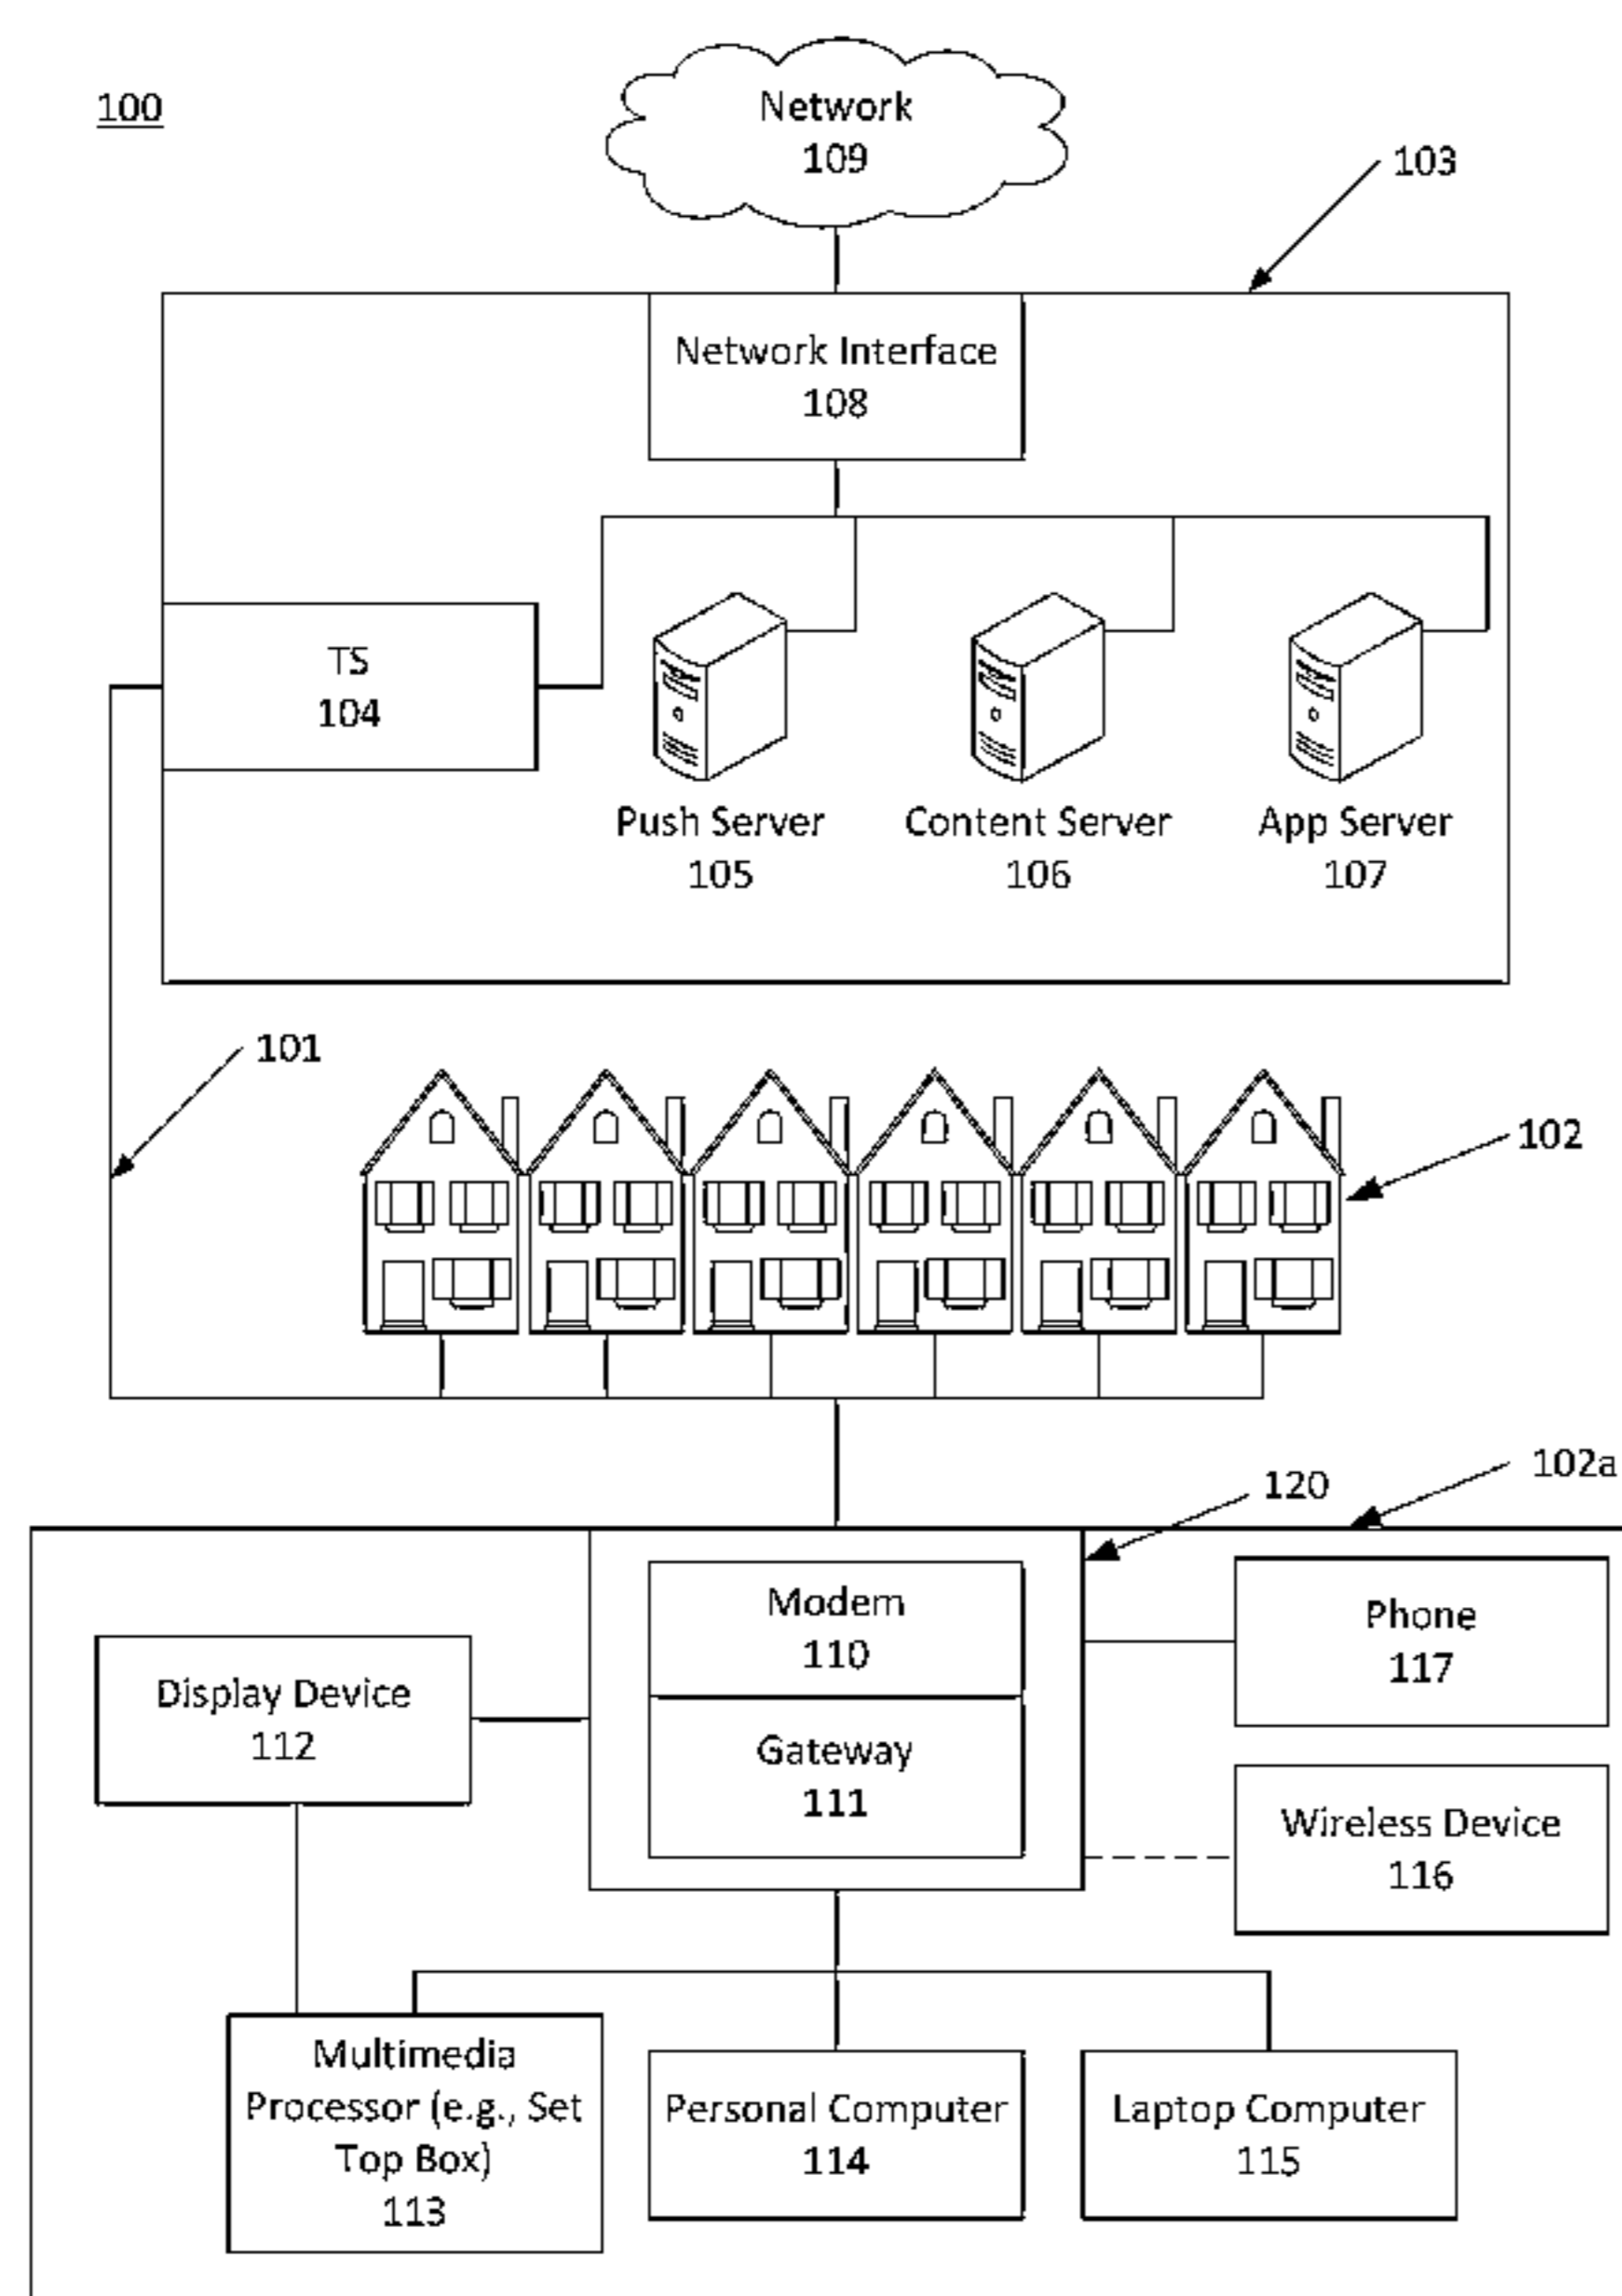 100
Network
109
103
Network Interface
108
TS
104
Push Server
105
Content Server
106
App Server
107
101
102
102a
120
Modem
110
Gateway
111
Display Device
112
Phone
117
Wireless Device
116
Multimedia
Processor (e.g., Set
Top Box)
113
Personal Computer
114
Laptop Computer
115